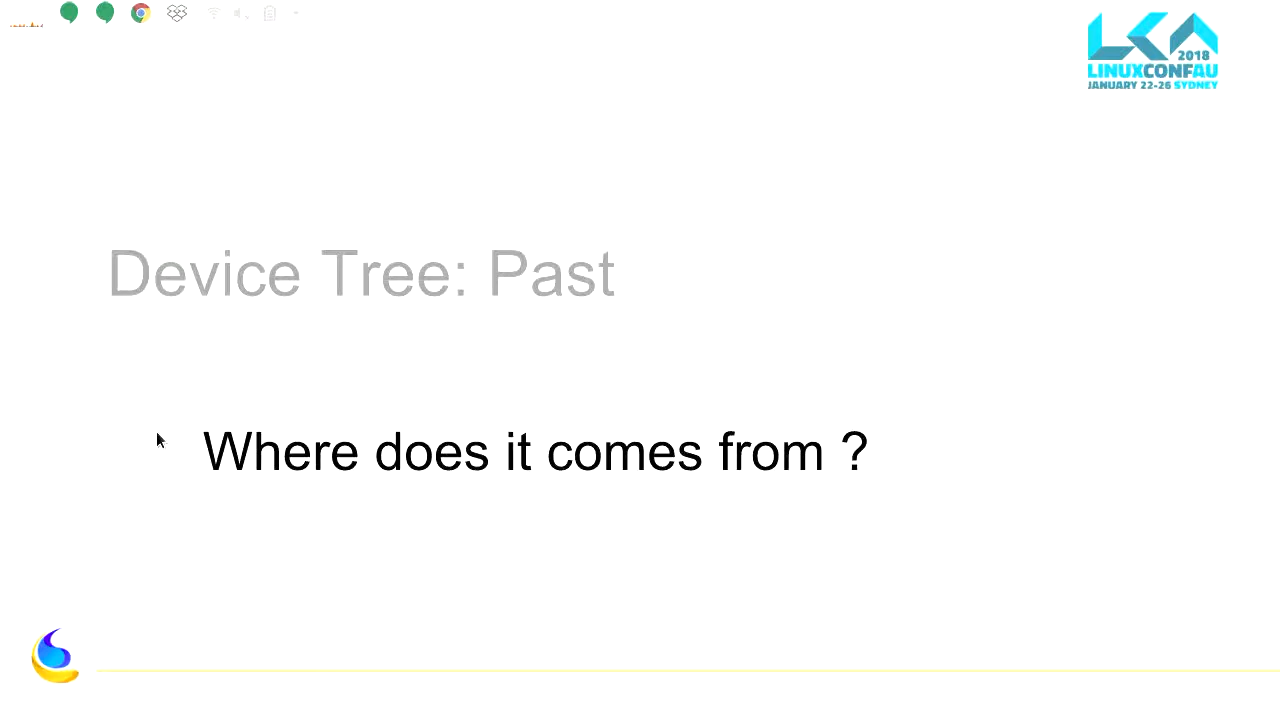 2018
LINUXCONFAU
JANUARY 22-26 SYDNEY
Device Tree: Past
Where does it comes from ?